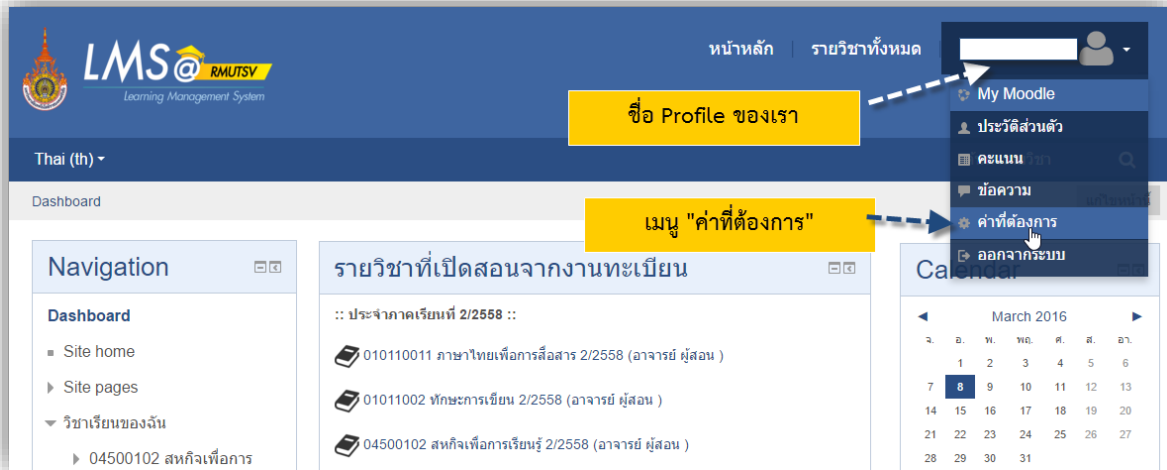 LMS@ RMUTSV
Learning Management System
หน้าหลัก
รายวิชาทั้งหมด
ชื่อ Profile ของเรา
My Moodle
ประวัติส่วนตัว
คะแนน
ข้อความ
ค่าที่ต้องการ
ออกจากระบบ
Thai (th)
Dashboard
แก้ไขหน้านี้
เมนู "ค่าที่ต้องการ"
Navigation
Dashboard
Site home
Site pages
วิชาเรียนของฉัน
04500102 สหกิจเพื่อการ
รายวิชาที่เปิดสอนจากงานทะเบียน
:: ประจำภาคเรียนที่ 2/2558 ::
010110011 ภาษาไทยเพื่อการสื่อสาร 2/2558 (อาจารย์ ผู้สอน )
01011002 ทักษะการเขียน 2/2558 (อาจารย์ ผู้สอน )
04500102 สหกิจเพื่อการเรียนรู้ 2/2558 (อาจารย์ ผู้สอน )
Calendar
◄ March 2016 ►
จ. อ. พ. พฤ. ศ. ส. อา.
1 2 3 4 5 6
7 8 9 10 11 12 13
14 15 16 17 18 19 20
21 22 23 24 25 26 27
28 29 30 31